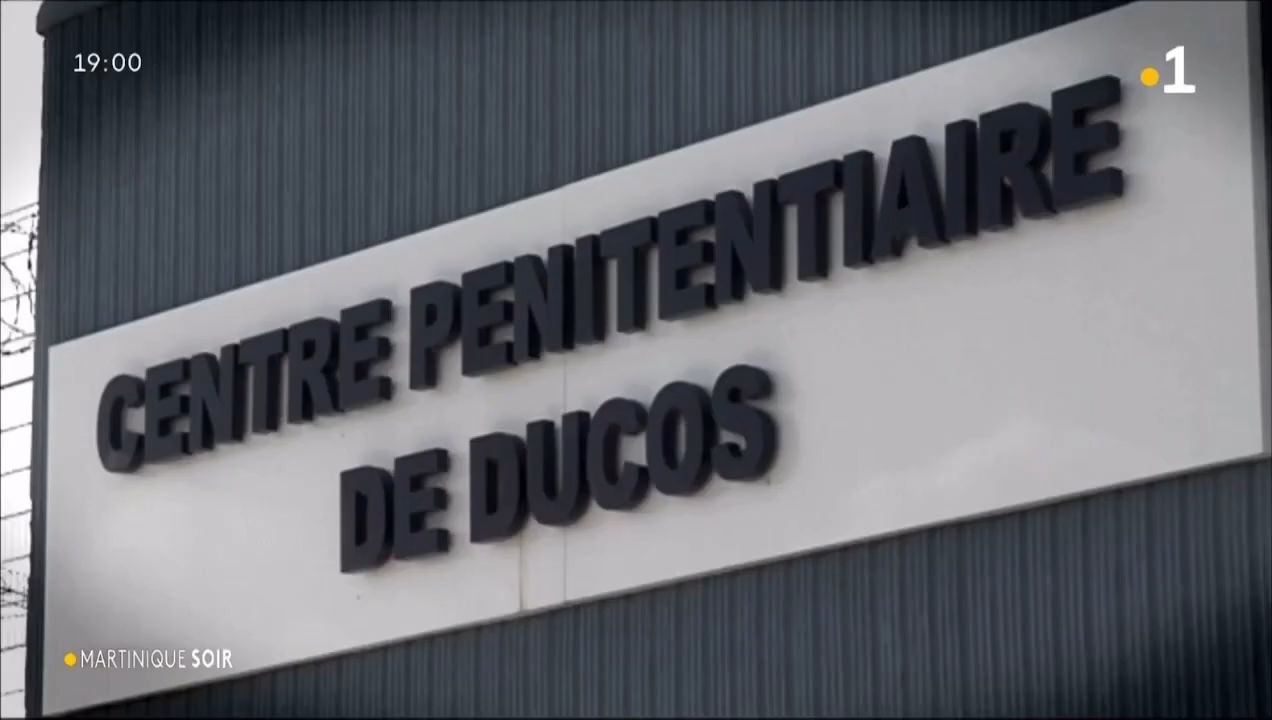 19:00
1
CENTRE PENITENTIAIRE
DE DUCOS
MARTINIQUE SOIR